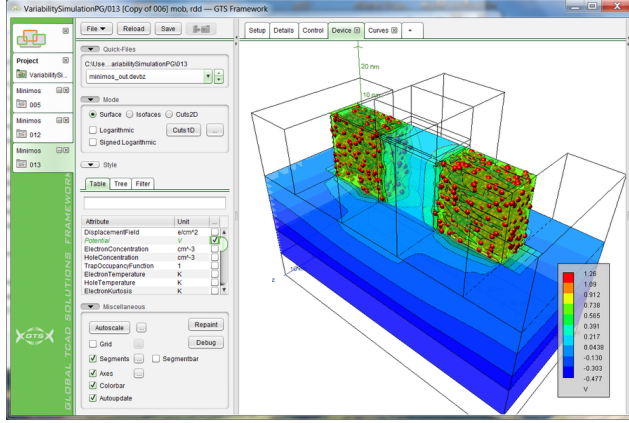 VariabilitySimulationPG/013 [Copy of 006] mob, rdd — GTS Framework
File Reload Save
Setup Details Control Device Curves +
Quick-Files
C:\Use...ariabilitySimulationPG\013
minimos_out.devbz
Project
VariabilitySi...
Minimos
005
Minimos
012
Minimos
013
Mode
Surface Isofaces Cuts2D
Logarithmic Cuts1D ...
Signed Logarithmic
Style
Table Tree Filter
Attribute Unit ...
DisplacementField e/cm^2
Potential V
ElectronConcentration cm^-3
HoleConcentration cm^-3
TrapOccupancyFunction 1
ElectronTemperature K
HoleTemperature K
ElectronKurtosis K
Miscellaneous
Autoscale ... Repaint
Grid Debug
Segments ... Segmentbar
Axes ...
Colorbar
Autoupdate
GTS
GLOBAL TCAD SOLUTIONS FRAMEWORK
20 nm
10 nm
z
1.26
1.09
0.912
0.738
0.565
0.391
0.217
0.0438
-0.130
-0.303
-0.477
V